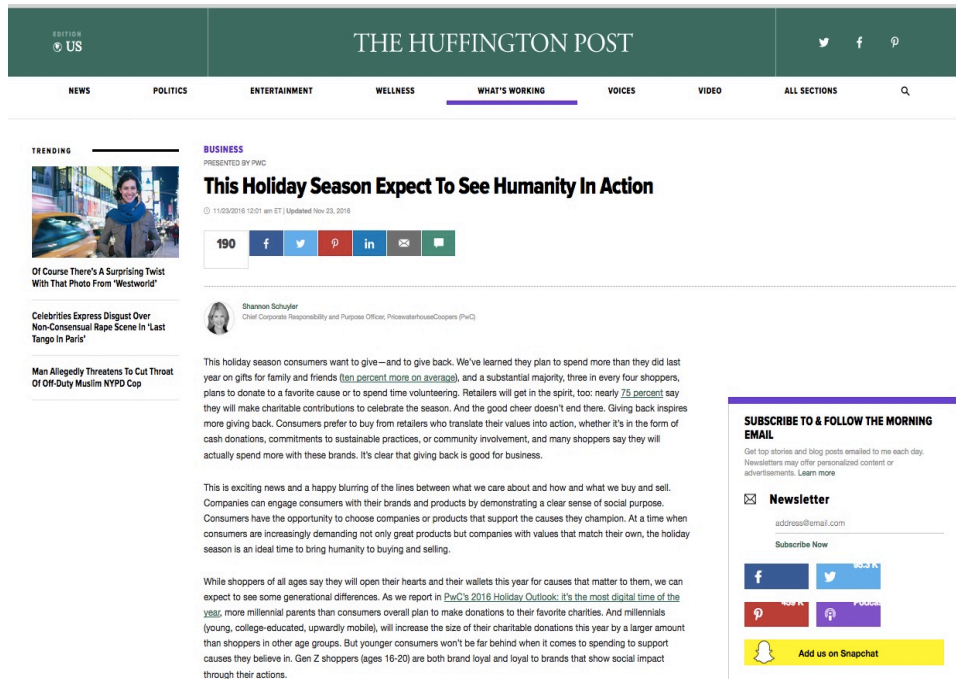 EDITION
US
THE HUFFINGTON POST
NEWS POLITICS ENTERTAINMENT WELLNESS WHAT'S WORKING VOICES VIDEO ALL SECTIONS
TRENDING
Of Course There's A Surprising Twist
With That Photo From 'Westworld'
Celebrities Express Disgust Over
Non-Consensual Rape Scene In 'Last
Tango In Paris'
Man Allegedly Threatens To Cut Throat
Of Off-Duty Muslim NYPD Cop
BUSINESS
PRESENTED BY PWC
This Holiday Season Expect To See Humanity In Action
11/23/2016 12:01 am ET | Updated Nov 23, 2016
190
Shannon Schuyler
Chief Corporate Responsibility and Purpose Officer, PricewaterhouseCoopers (PwC)
This holiday season consumers want to give—and to give back. We've learned they plan to spend more than they did last
year on gifts for family and friends (ten percent more on average), and a substantial majority, three in every four shoppers,
plans to donate to a favorite cause or to spend time volunteering. Retailers will get in the spirit, too: nearly 75 percent say
they will make charitable contributions to celebrate the season. And the good cheer doesn't end there. Giving back inspires
more giving back. Consumers prefer to buy from retailers who translate their values into action, whether it's in the form of
cash donations, commitments to sustainable practices, or community involvement, and many shoppers say they will
actually spend more with these brands. It's clear that giving back is good for business.
This is exciting news and a happy blurring of the lines between what we care about and how and what we buy and sell.
Companies can engage consumers with their brands and products by demonstrating a clear sense of social purpose.
Consumers have the opportunity to choose companies or products that support the causes they champion. At a time when
consumers are increasingly demanding not only great products but companies with values that match their own, the holiday
season is an ideal time to bring humanity to buying and selling.
While shoppers of all ages say they will open their hearts and their wallets this year for causes that matter to them, we can
expect to see some generational differences. As we report in PwC's 2016 Holiday Outlook: it's the most digital time of the
year, more millennial parents than consumers overall plan to make donations to their favorite charities. And millennials
(young, college-educated, upwardly mobile), will increase the size of their charitable donations this year by a larger amount
than shoppers in other age groups. But younger consumers won't be far behind when it comes to spending to support
causes they believe in. Gen Z shoppers (ages 16-20) are both brand loyal and loyal to brands that show social impact
through their actions.
SUBSCRIBE TO & FOLLOW THE MORNING
EMAIL
Get top stories and blog posts emailed to me each day.
Newsletters may offer personalized content or
advertisements. Learn more
Newsletter
address@email.com
Subscribe Now
Add us on Snapchat